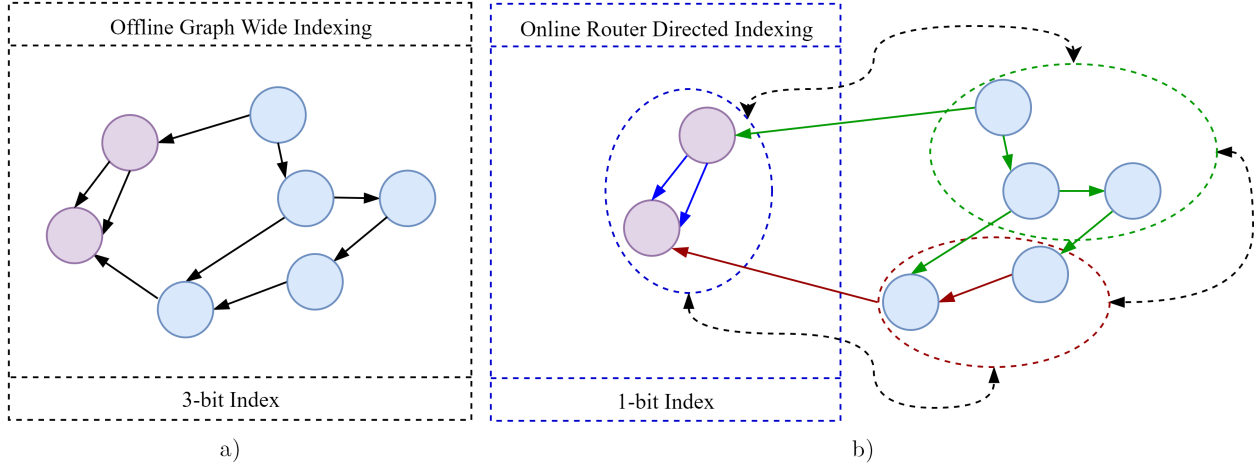 Offline Graph Wide Indexing
Online Router Directed Indexing
3-bit Index
1-bit Index
a)
b)